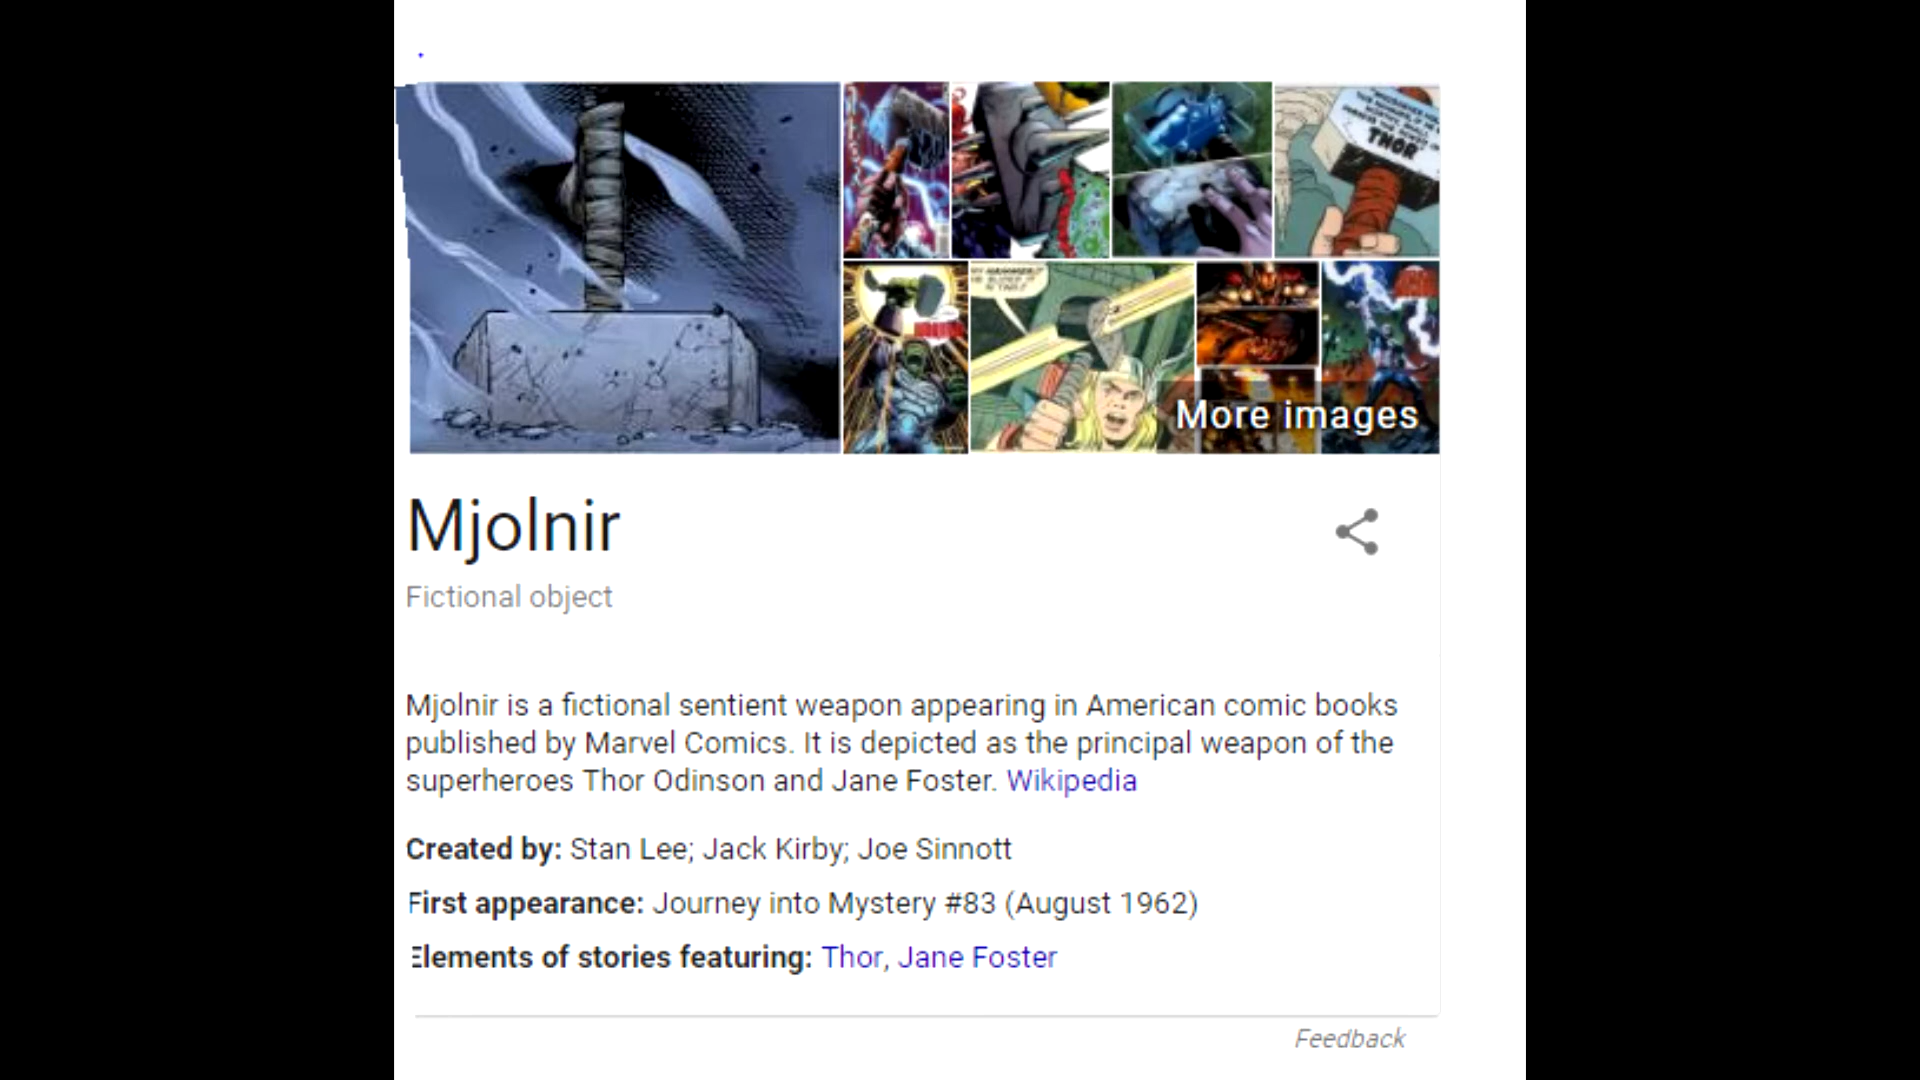 THOR
More images
Mjolnir
Fictional object
Mjolnir is a fictional sentient weapon appearing in American comic books
published by Marvel Comics. It is depicted as the principal weapon of the
superheroes Thor Odinson and Jane Foster. Wikipedia
Created by: Stan Lee; Jack Kirby; Joe Sinnott
First appearance: Journey into Mystery #83 (August 1962)
Elements of stories featuring: Thor, Jane Foster
Feedback